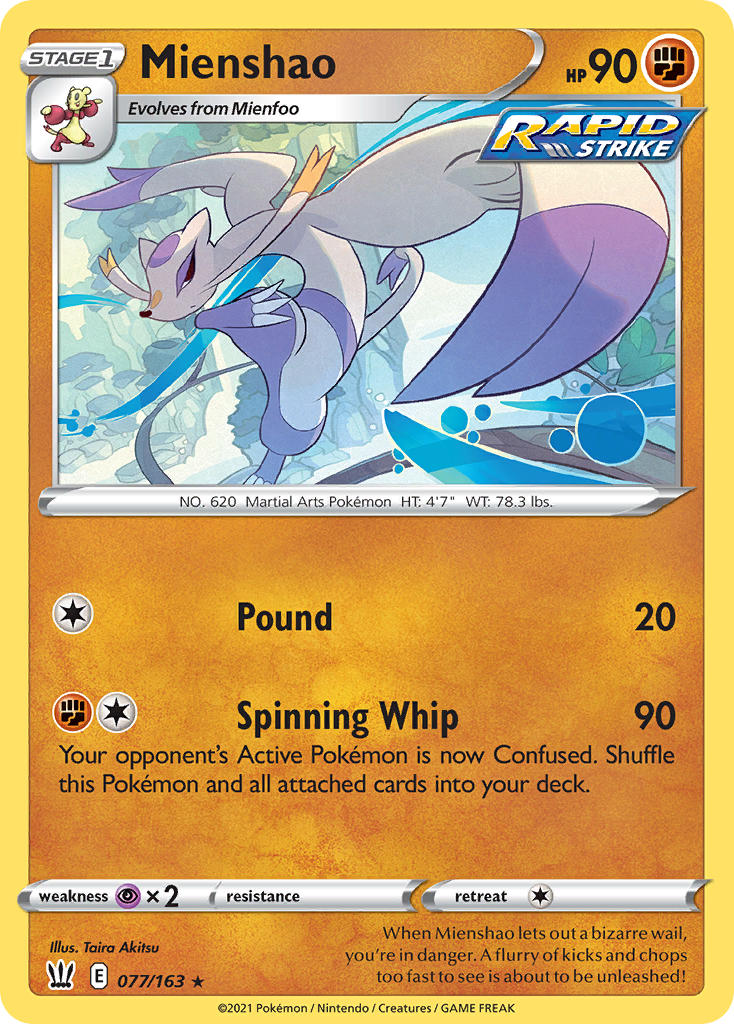 STAGE 1
Mienshao
HP 90
Evolves from Mienfoo
RAPID
STRIKE
NO. 620 Martial Arts Pokémon HT: 4'7" WT: 78.3 lbs.
Pound 20
Spinning Whip 90
Your opponent's Active Pokémon is now Confused. Shuffle
this Pokémon and all attached cards into your deck.
weakness ×2 resistance retreat
Illus. Taira Akitsu
When Mienshao lets out a bizarre wail,
you're in danger. A flurry of kicks and chops
too fast to see is about to be unleashed!
E 077/163 ★
©2021 Pokémon / Nintendo / Creatures / GAME FREAK